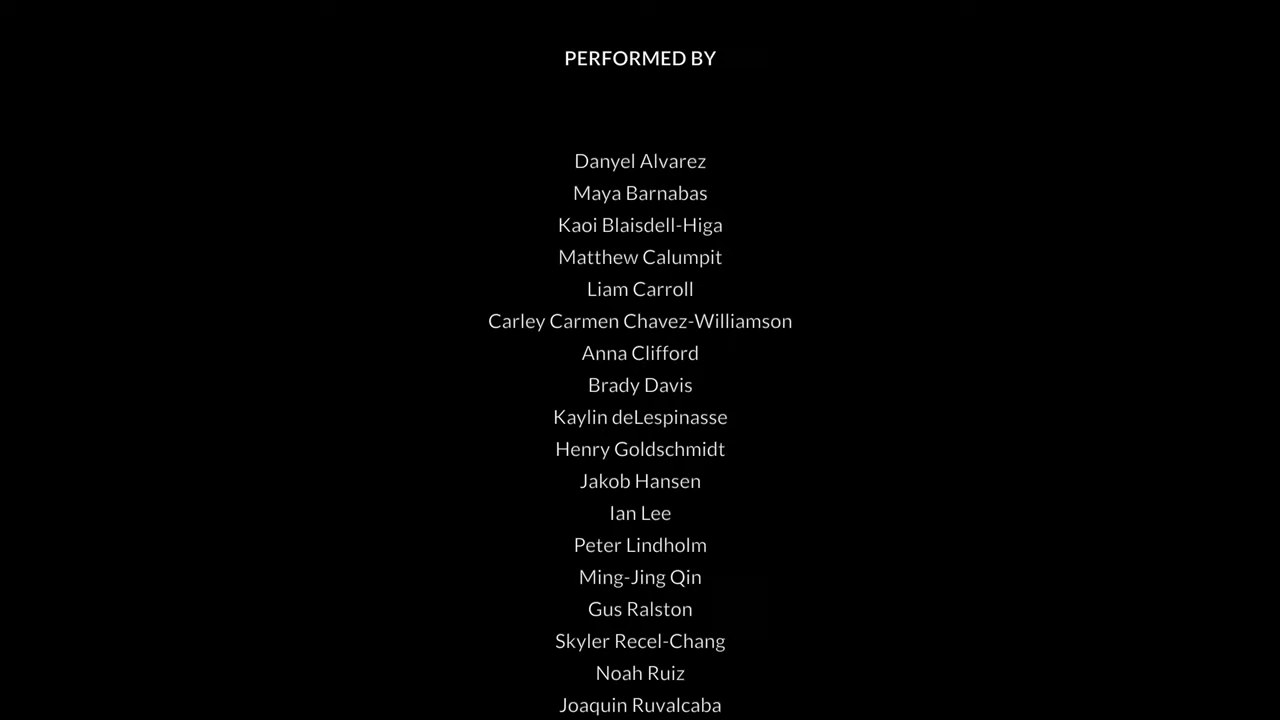 PERFORMED BY
Danyel Alvarez
Maya Barnabas
Kaoi Blaisdell-Higa
Matthew Calumpit
Liam Carroll
Carley Carmen Chavez-Williamson
Anna Clifford
Brady Davis
Kaylin deLespinasse
Henry Goldschmidt
Jakob Hansen
Ian Lee
Peter Lindholm
Ming-Jing Qin
Gus Ralston
Skyler Recel-Chang
Noah Ruiz
Joaquin Ruvalcaba